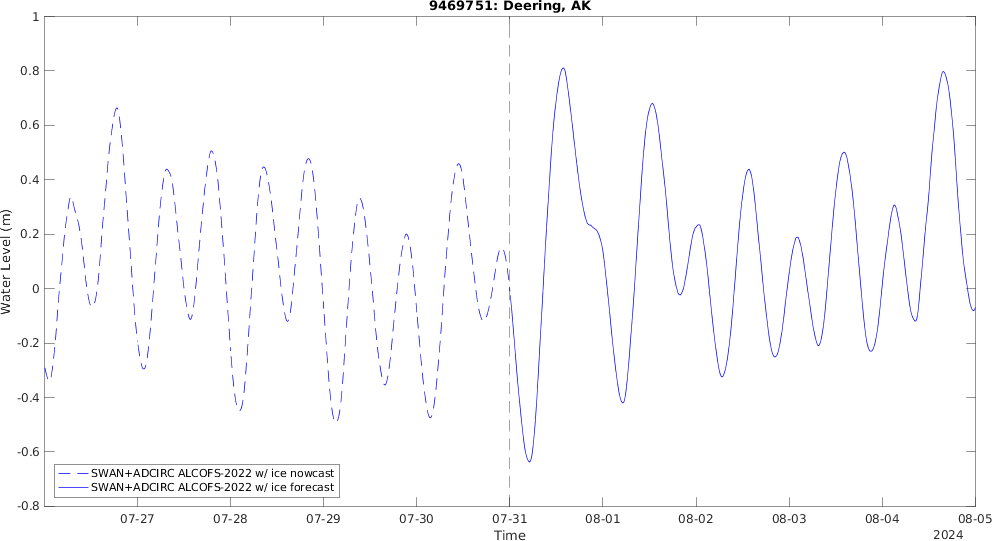 9469751: Deering, AK
1
0.8
0.6
0.4
0.2
0
-0.2
-0.4
-0.6
-0.8
Water Level (m)
SWAN+ADCIRC ALCOFS-2022 w/ ice nowcast
SWAN+ADCIRC ALCOFS-2022 w/ ice forecast
07-27 07-28 07-29 07-30 07-31 08-01 08-02 08-03 08-04 08-05
Time
2024